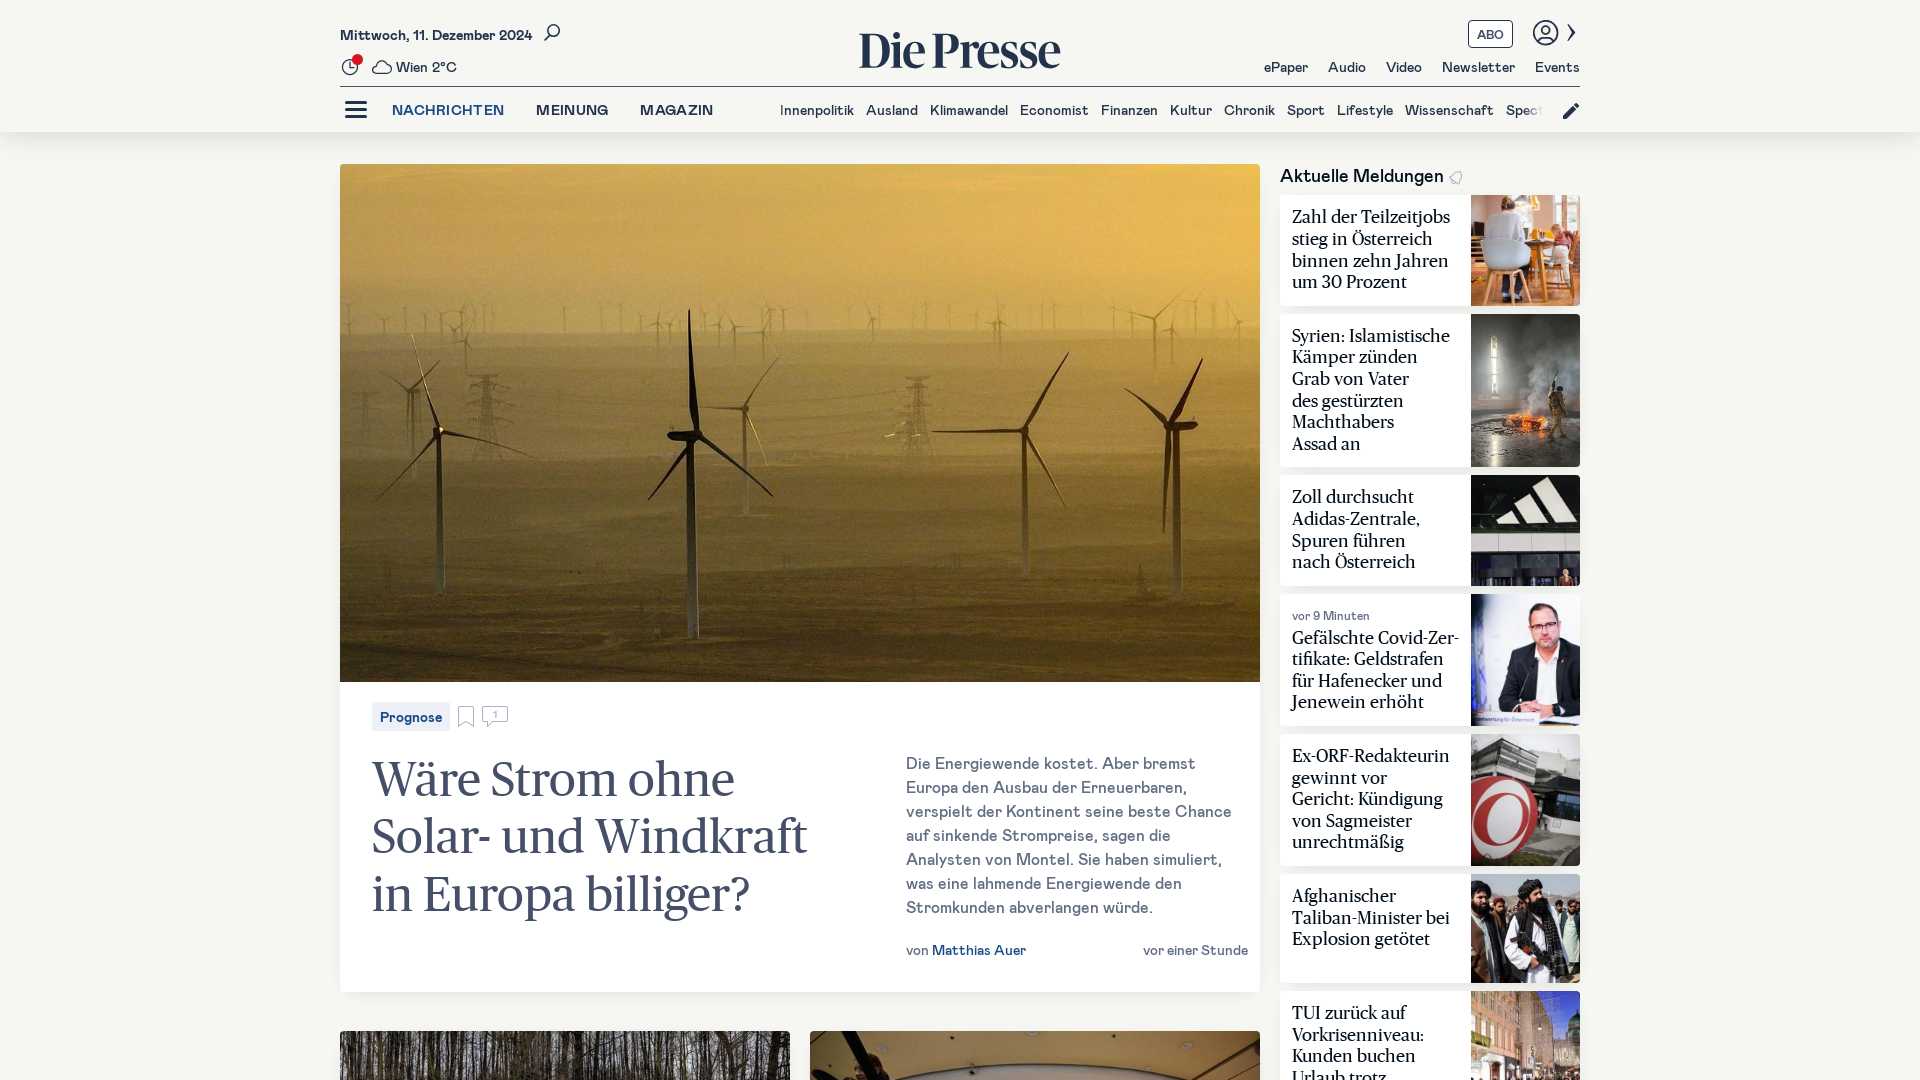 Mittwoch, 11. Dezember 2024
Wien 2°C
Die Presse
ABO
ePaper Audio Video Newsletter Events
NACHRICHTEN MEINUNG MAGAZIN
Innenpolitik Ausland Klimawandel Economist Finanzen Kultur Chronik Sport Lifestyle Wissenschaft
Prognose
1
Wäre Strom ohne
Solar- und Windkraft
in Europa billiger?
Die Energiewende kostet. Aber bremst
Europa den Ausbau der Erneuerbaren,
verspielt der Kontinent seine beste Chance
auf sinkende Strompreise, sagen die
Analysten von Montel. Sie haben simuliert,
was eine lahmende Energiewende den
Stromkunden abverlangen würde.
von Matthias Auer
vor einer Stunde
Aktuelle Meldungen
Zahl der Teilzeitjobs
stieg in Österreich
binnen zehn Jahren
um 30 Prozent
Syrien: Islamistische
Kämper zünden
Grab von Vater
des gestürzten
Machthabers
Assad an
Zoll durchsucht
Adidas-Zentrale,
Spuren führen
nach Österreich
vor 9 Minuten
Gefälschte Covid-Zer-
tifikate: Geldstrafen
für Hafenecker und
Jenewein erhöht
Ex-ORF-Redakteurin
gewinnt vor
Gericht: Kündigung
von Sagmeister
unrechtmäßig
Afghanischer
Taliban-Minister bei
Explosion getötet
TUI zurück auf
Vorkrisenniveau:
Kunden buchen
Urlaub trotz